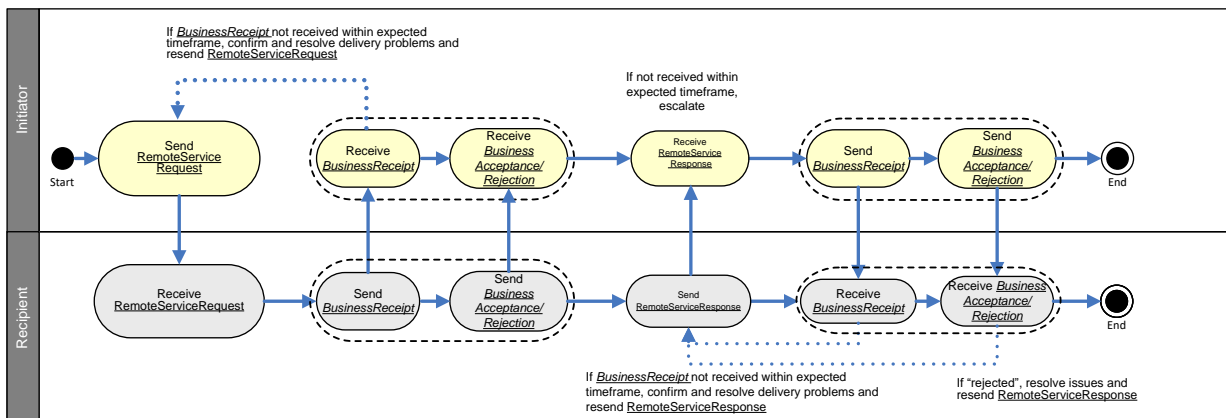 Initiator
If BusinessReceipt not received within expected
timeframe, confirm and resolve delivery problems and
resend RemoteServiceRequest
If not received within
expected timeframe,
escalate
Start
Send
RemoteService
Request
Receive
BusinessReceipt
Receive
Business
Acceptance/
Rejection
Receive
RemoteService
Response
Send
BusinessReceipt
Send
Business
Acceptance/
Rejection
End
Recipient
Receive
RemoteServiceRequest
Send
BusinessReceipt
Send
Business
Acceptance/
Rejection
Send
RemoteServiceResponse
Receive
BusinessReceipt
Receive Business
Acceptance/
Rejection
End
If BusinessReceipt not received within expected
timeframe, confirm and resolve delivery problems and
resend RemoteServiceResponse
If “rejected”, resolve issues and
resend RemoteServiceResponse